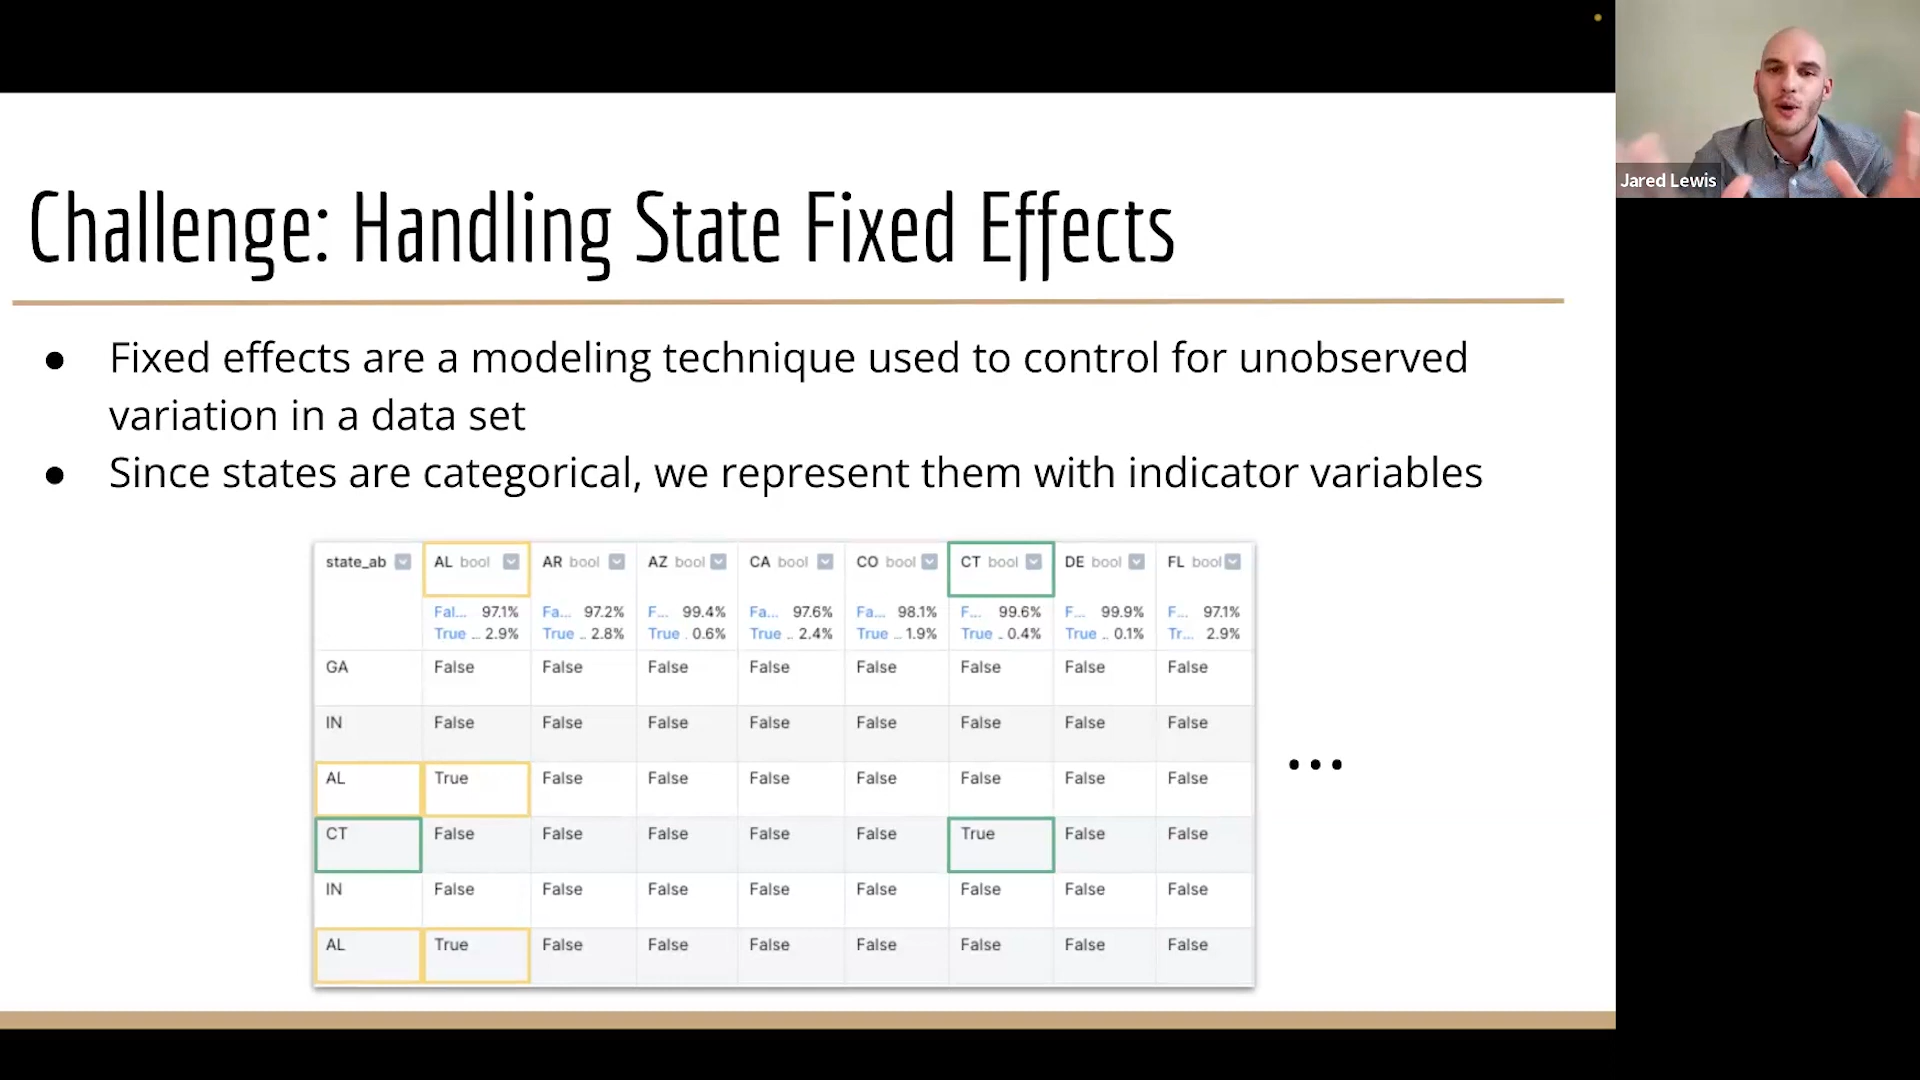 Jared Lewis
Challenge: Handling State Fixed Effects
● Fixed effects are a modeling technique used to control for unobserved
variation in a data set
● Since states are categorical, we represent them with indicator variables
state_ab AL bool AR bool AZ bool CA bool CO bool CT bool DE bool FL bool
Fal... 97.1% Fa... 97.2% F... 99.4% Fa... 97.6% Fa... 98.1% F... 99.6% F... 99.9% F... 97.1%
True .. 2.9% True .. 2.8% True . 0.6% True .. 2.4% True .. 1.9% True . 0.4% True .. 0.1% Tr... 2.9%
GA False False False False False False False False
IN False False False False False False False False
AL True False False False False False False False
CT False False False False False True False False
IN False False False False False False False False
AL True False False False False False False False
...